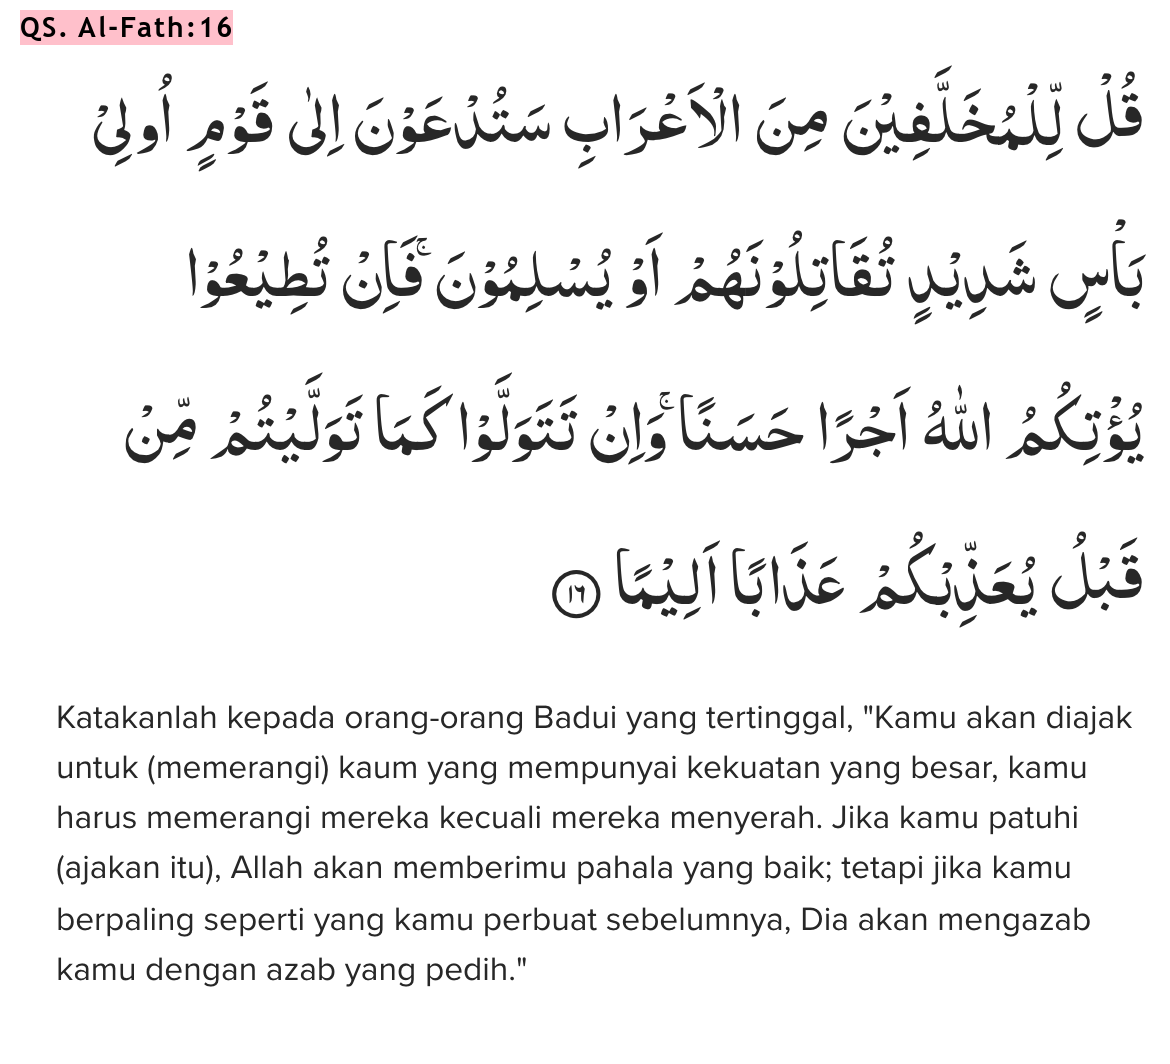 QS. Al-Fath:16
قُلْ لِّلْمُخَلَّفِيْنَ مِنَ الْاَعْرَابِ سَتُدْعَوْنَ اِلٰى قَوْمٍ اُولِيْ
بَأْسٍ شَدِيْدٍ تُقَاتِلُوْنَهُمْ اَوْ يُسْلِمُوْنَ ۚ فَاِنْ تُطِيْعُوْا
يُؤْتِكُمُ اللّٰهُ اَجْرًا حَسَنًا ۚ وَاِنْ تَتَوَلَّوْا كَمَا تَوَلَّيْتُمْ مِّنْ
قَبْلُ يُعَذِّبْكُمْ عَذَابًا اَلِيْمًا ١٦
Katakanlah kepada orang-orang Badui yang tertinggal, "Kamu akan diajak
untuk (memerangi) kaum yang mempunyai kekuatan yang besar, kamu
harus memerangi mereka kecuali mereka menyerah. Jika kamu patuhi
(ajakan itu), Allah akan memberimu pahala yang baik; tetapi jika kamu
berpaling seperti yang kamu perbuat sebelumnya, Dia akan mengazab
kamu dengan azab yang pedih."